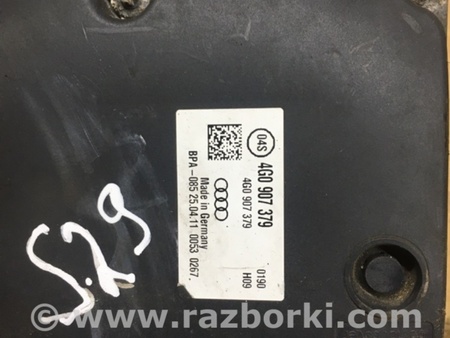 04S
4G0 907 379
4G0 907 379
0190
H09
Made in Germany
BPA-085 25.04.11 0053 0267.
S.29
www.razborki.com